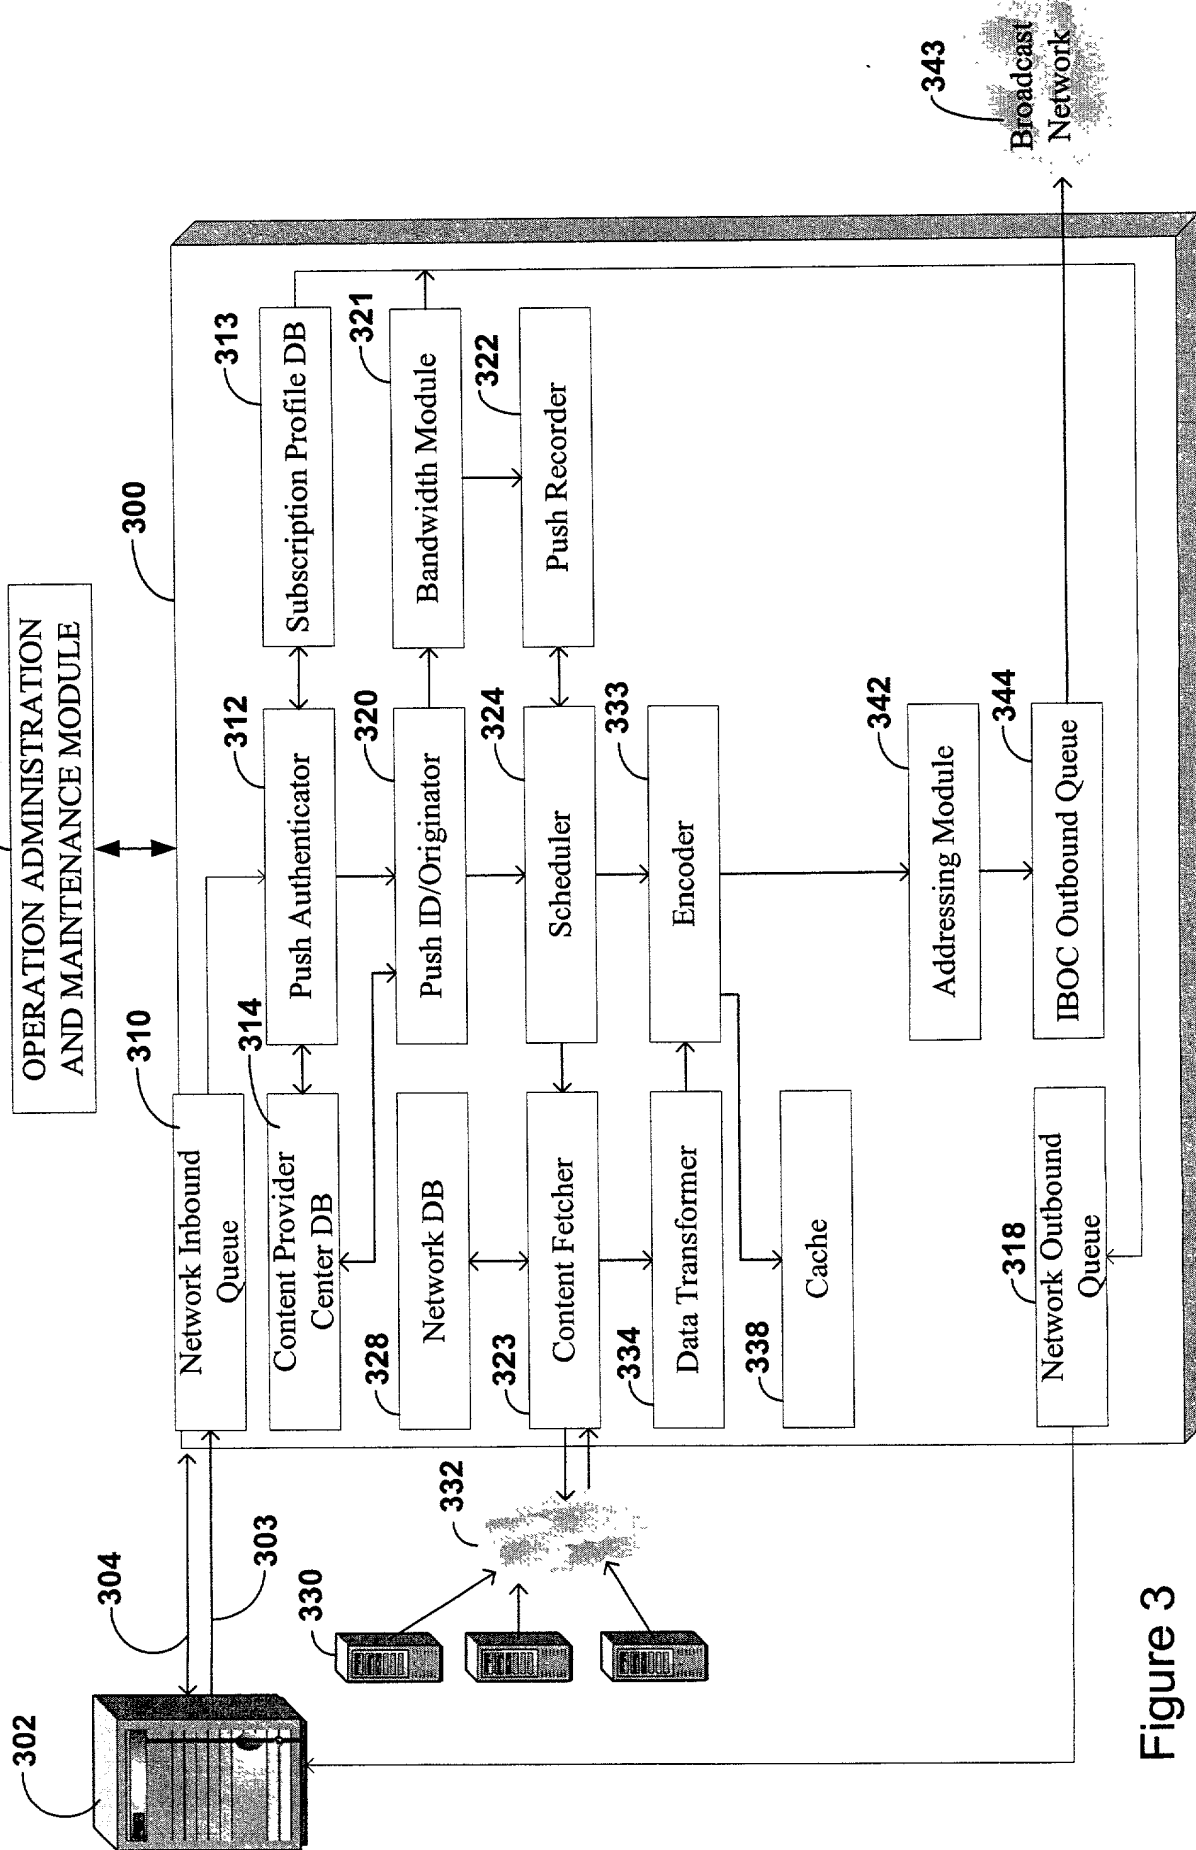 OPERATION ADMINISTRATION
AND MAINTENANCE MODULE
302
304
303
310
300
Network Inbound
Queue
314
312
313
Content Provider
Center DB
Push Authenticator
Subscription Profile DB
328
320
321
Network DB
Push ID/Originator
Bandwidth Module
330
332
323
324
322
Content Fetcher
Scheduler
Push Recorder
334
333
Data Transformer
Encoder
338
Cache
342
Addressing Module
343
Broadcast
Network
318
344
Network Outbound
Queue
IBOC Outbound Queue
Figure 3